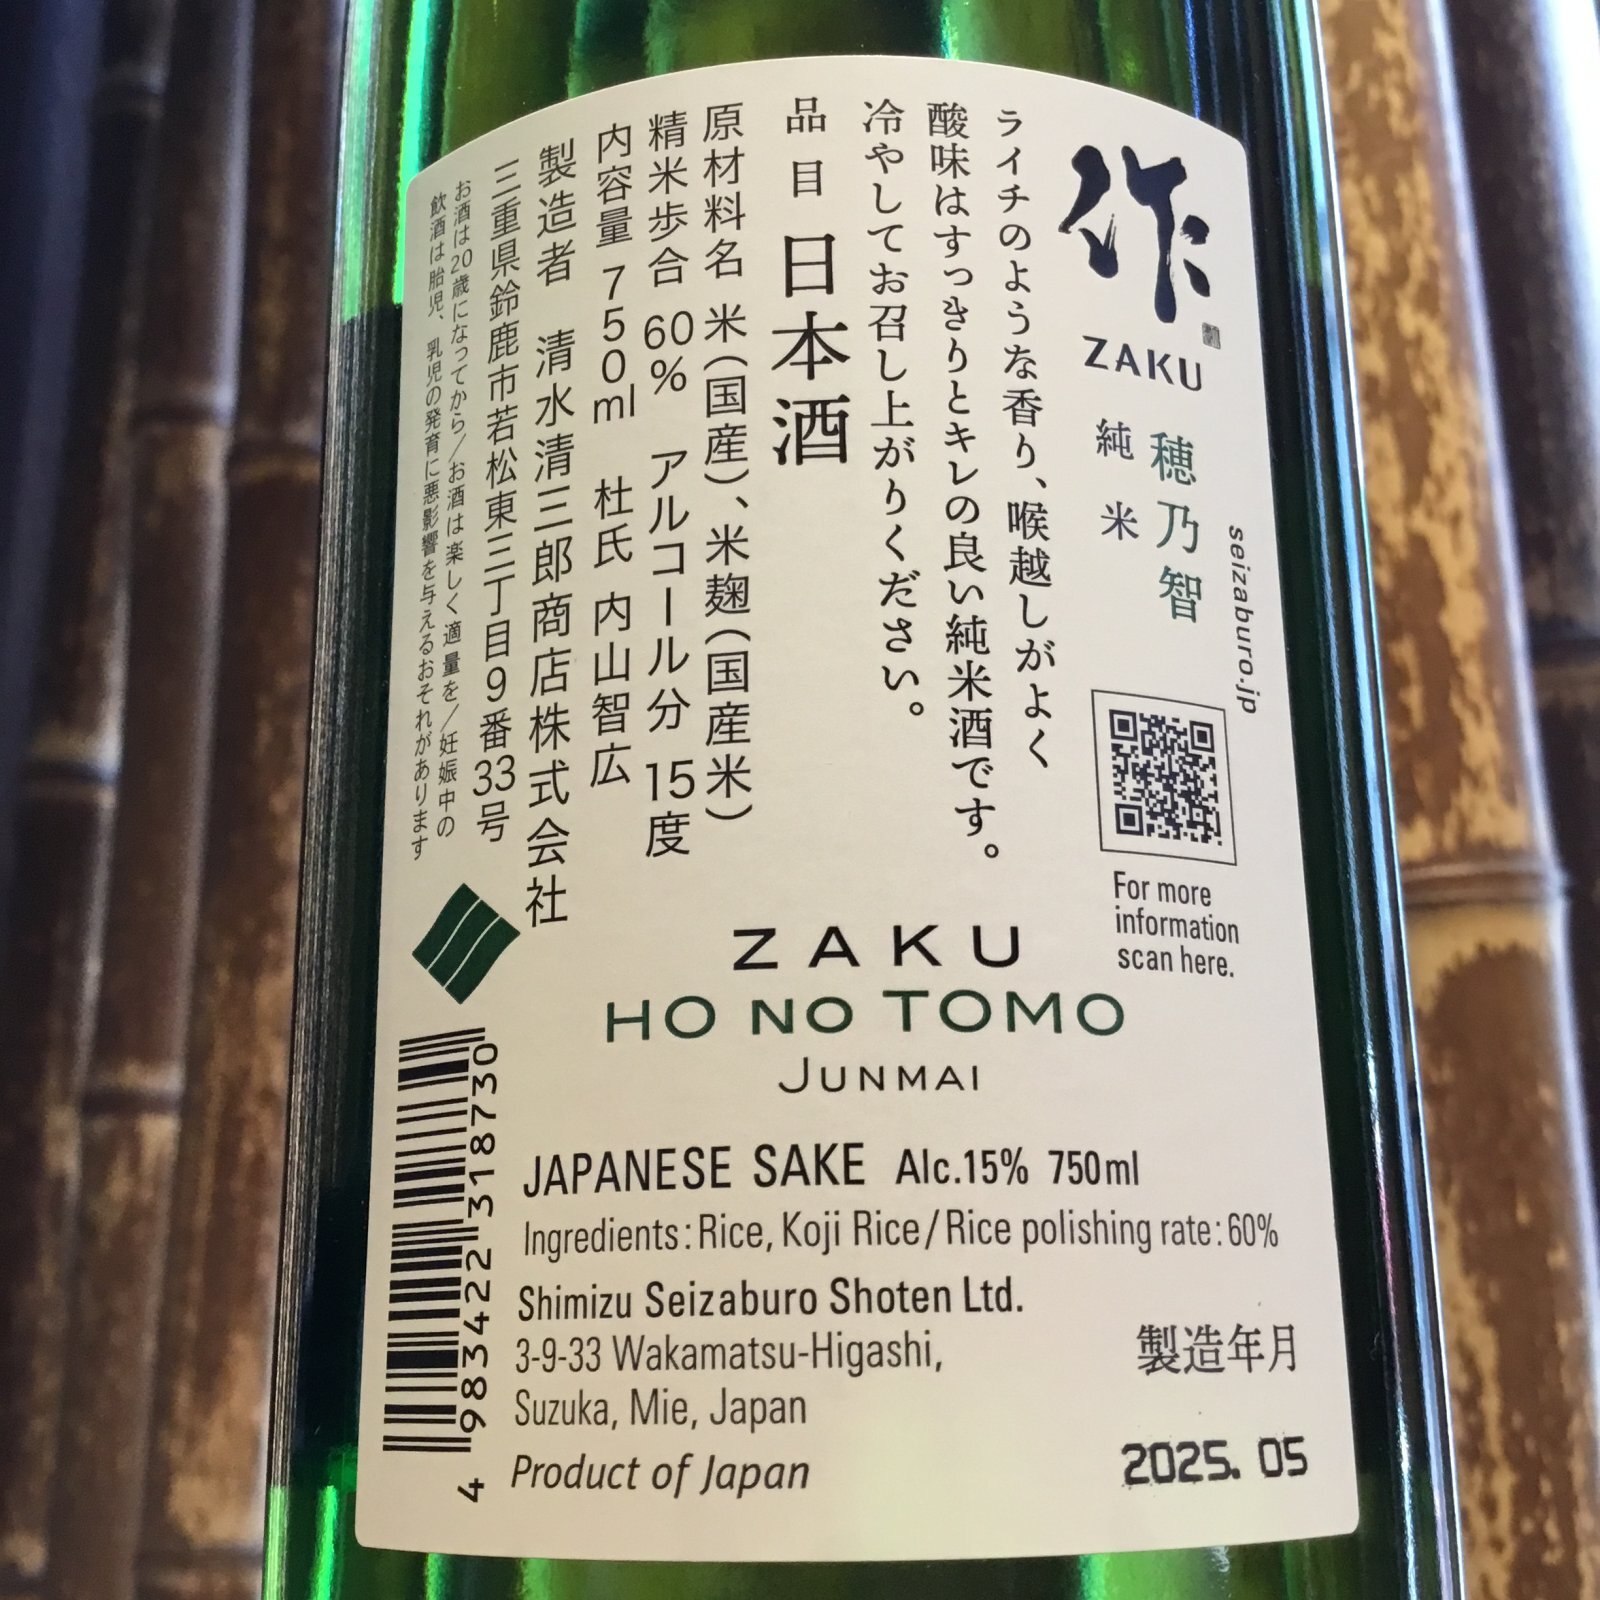 作
ZAKU
穂乃智
純米
seizaburo.jp
ライチのような香り、喉越しがよく
酸味はすっきりとキレの良い純米酒です。
冷やしてお召し上がりください。
品目 日本酒
原材料名 米(国産)、米麹(国産米)
精米歩合 60% アルコール分 15度
内容量 750ml 杜氏 内山智広
製造者 清水清三郎商店株式会社
三重県鈴鹿市若松東三丁目9番33号
お酒は20歳になってから/お酒は楽しく適量を/妊娠中の
飲酒は胎児、乳児の発育に悪影響を与えるおそれがあります
For more
information
scan here.
ZAKU
HO NO TOMO
JUNMAI
JAPANESE SAKE Alc.15% 750ml
Ingredients:Rice, Koji Rice/Rice polishing rate:60%
Shimizu Seizaburo Shoten Ltd.
3-9-33 Wakamatsu-Higashi,
Suzuka, Mie, Japan
Product of Japan
製造年月
2025. 05
4 983422 318730